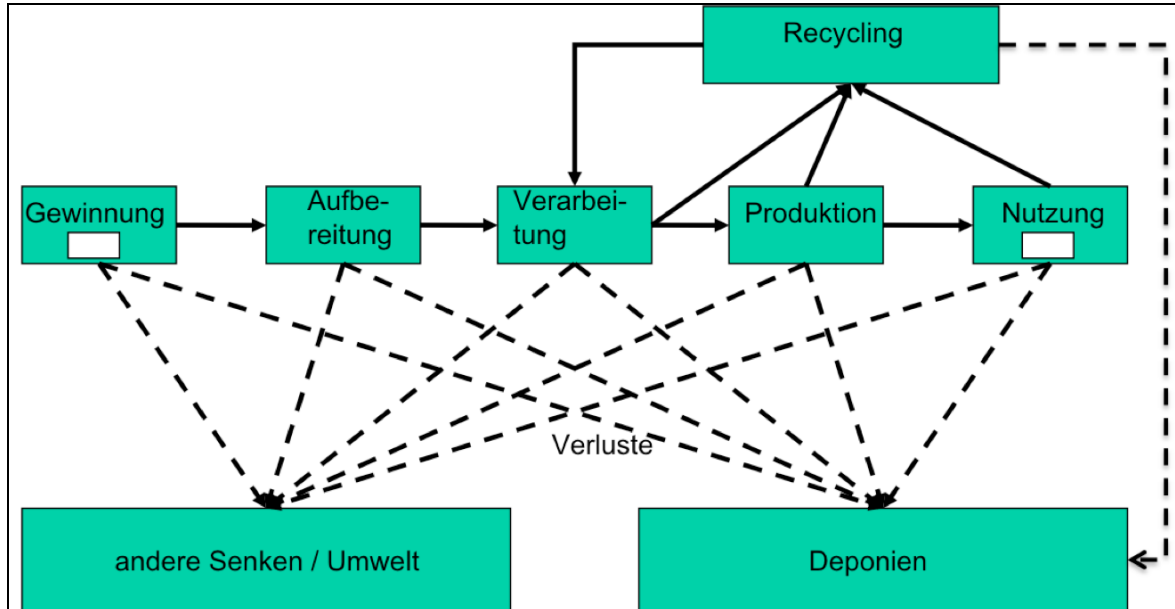 Recycling
Gewinnung
Aufbe-
reitung
Verarbei-
tung
Produktion
Nutzung
Verluste
andere Senken / Umwelt
Deponien